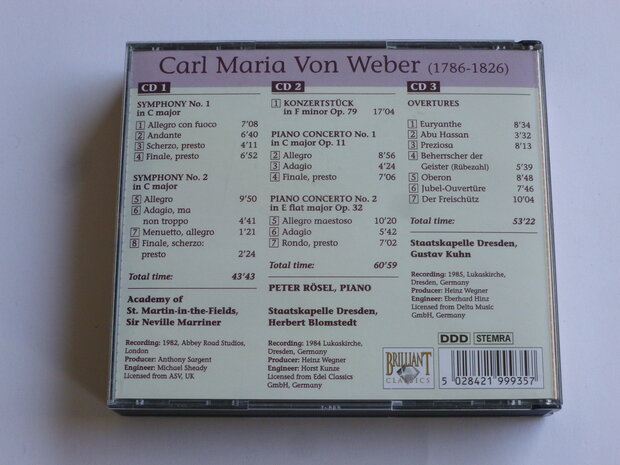 Carl Maria Von Weber (1786-1826)
CD 1
SYMPHONY No. 1
in C major
1 Allegro con fuoco 7'08
2 Andante 6'40
3 Scherzo, presto 4'11
4 Finale, presto 6'52
SYMPHONY No. 2
in C major
5 Allegro 9'50
6 Adagio, ma
non troppo 4'41
7 Menuetto, allegro 1'21
8 Finale, scherzo:
presto 2'24
Total time: 43'43
Academy of
St. Martin-in-the-Fields,
Sir Neville Marriner
Recording: 1982, Abbey Road Studios,
London
Producer: Anthony Sargent
Engineer: Michael Sheady
Licensed from ASV, UK
CD 2
1 KONZERTSTÜCK
in F minor Op. 79 17'04
PIANO CONCERTO No. 1
in C major Op. 11
2 Allegro 8'56
3 Adagio 4'24
4 Finale, presto 7'06
PIANO CONCERTO No. 2
in E flat major Op. 32
5 Allegro maestoso 10'20
6 Adagio 5'42
7 Rondo, presto 7'02
Total time: 60'59
PETER RÖSEL, PIANO
Staatskapelle Dresden,
Herbert Blomstedt
Recording: 1984 Lukaskirche,
Dresden, Germany
Producer: Heinz Wegner
Engineer: Horst Kunze
Licensed from Edel Classics
GmbH, Germany
CD 3
OVERTURES
1 Euryanthe 8'34
2 Abu Hassan 3'32
3 Preziosa 8'13
4 Beherrscher der
Geister (Rübezahl) 5'39
5 Oberon 8'48
6 Jubel-Ouvertüre 7'46
7 Der Freischütz 10'04
Total time: 53'22
Staatskapelle Dresden,
Gustav Kuhn
Recording: 1985, Lukaskirche,
Dresden, Germany
Producer: Heinz Wegner
Engineer: Eberhard Hinz
Licensed from Delta Music
GmbH, Germany
DDD STEMRA
BRILLIANT
CLASSICS
5 028421 999357